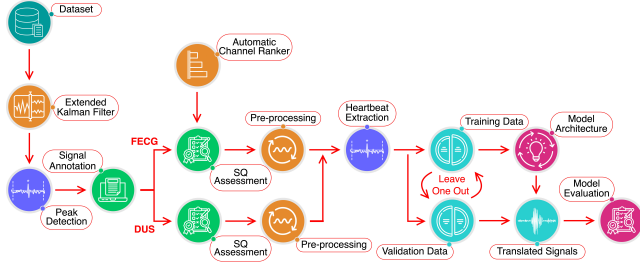 Dataset
Automatic
Channel Ranker
Extended
Kalman Filter
Heartbeat
Extraction
Pre-processing
Training Data
Model
Architecture
FECG
Signal
Annotation
SQ
Assessment
Leave
One Out
Model
Evaluation
Peak
Detection
DUS
SQ
Assessment
Pre-processing
Validation Data
Translated Signals